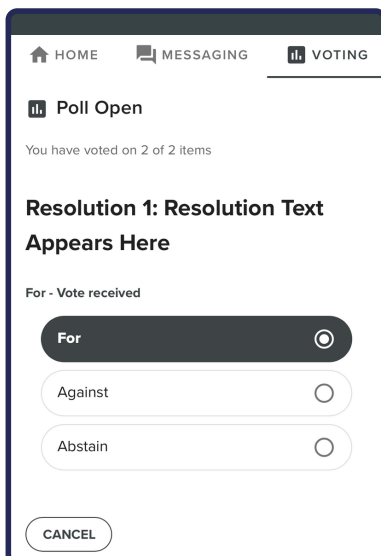 HOME MESSAGING VOTING
Poll Open
You have voted on 2 of 2 items
Resolution 1: Resolution Text
Appears Here
For - Vote received
For
Against
Abstain
CANCEL